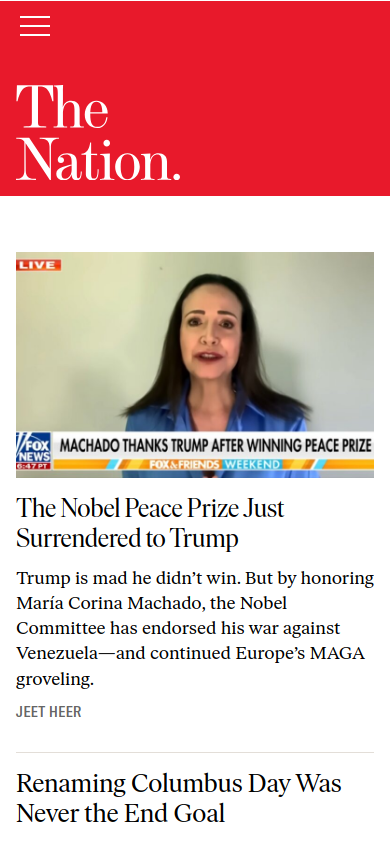 The
Nation.
LIVE
FOX
NEWS
6:47 PT
MACHADO THANKS TRUMP AFTER WINNING PEACE PRIZE
FOX & FRIENDS WEEKEND
The Nobel Peace Prize Just
Surrendered to Trump
Trump is mad he didn’t win. But by honoring
María Corina Machado, the Nobel
Committee has endorsed his war against
Venezuela—and continued Europe’s MAGA
groveling.
JEET HEER
Renaming Columbus Day Was
Never the End Goal